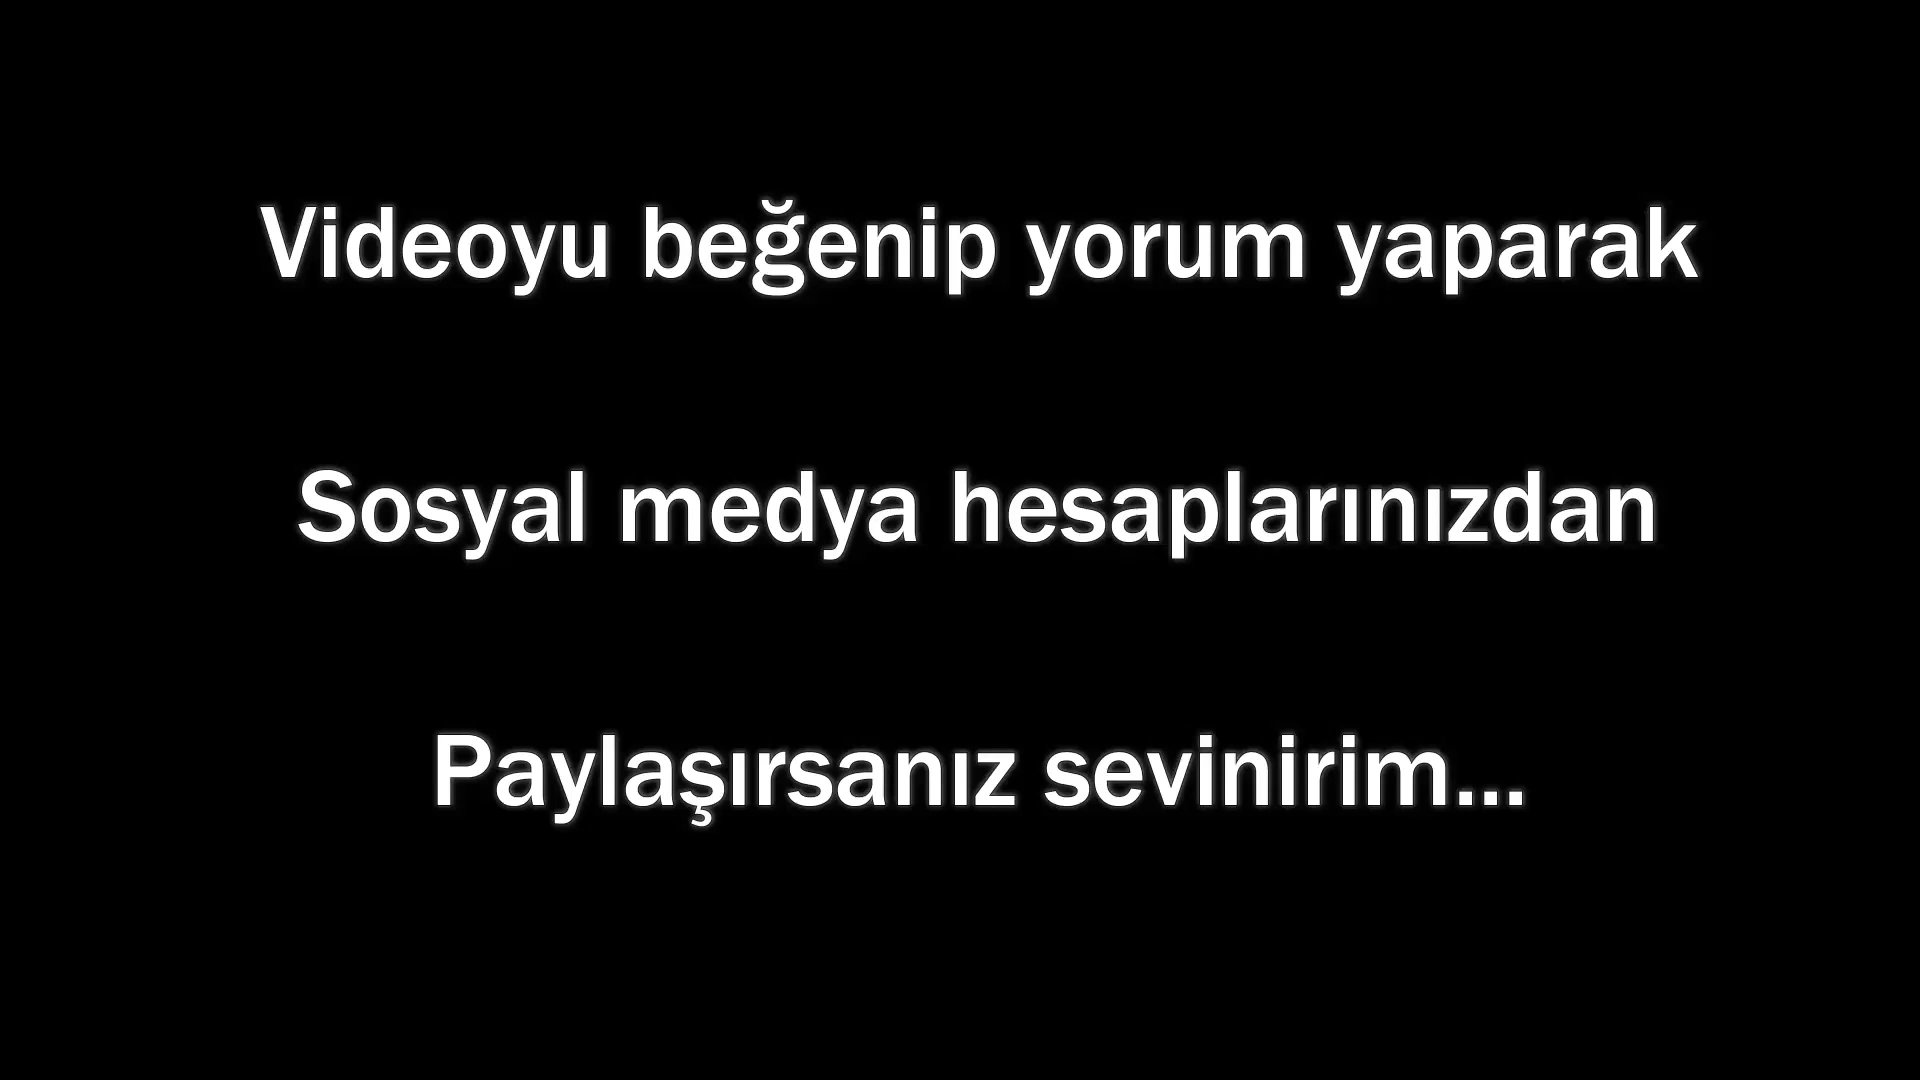 Videoyu beğenip yorum yaparak
Sosyal medya hesaplarınızdan
Paylaşırsanız sevinirim...